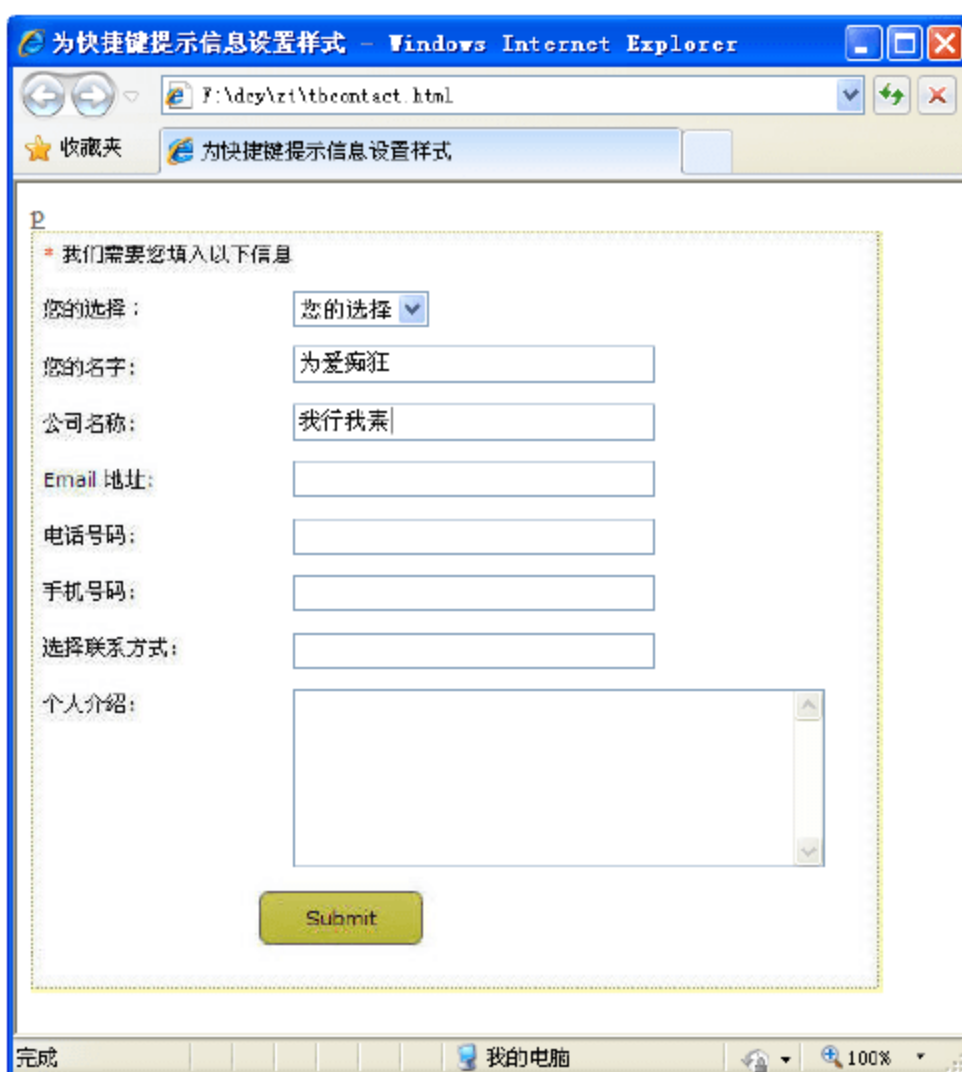 为快捷键提示信息设置样式 - Windows Internet Explorer
F:\dcy\zt\tbcontact.html
收藏夹 为快捷键提示信息设置样式
p
* 我们需要您填入以下信息
您的选择: 您的选择
您的名字: 为爱痴狂
公司名称: 我行我素
Email 地址:
电话号码:
手机号码:
选择联系方式:
个人介绍:
Submit
完成 我的电脑 100%